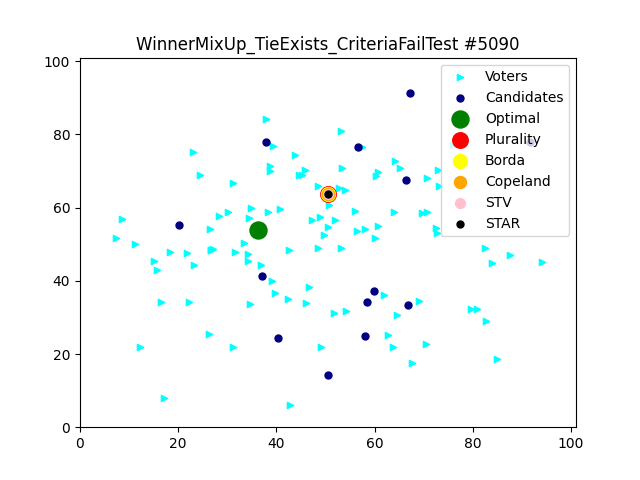 WinnerMixUp_TieExists_CriteriaFailTest #5090
100
80
60
40
20
0
0
20
40
60
80
100
Voters
Candidates
Optimal
Plurality
Borda
Copeland
STV
STAR